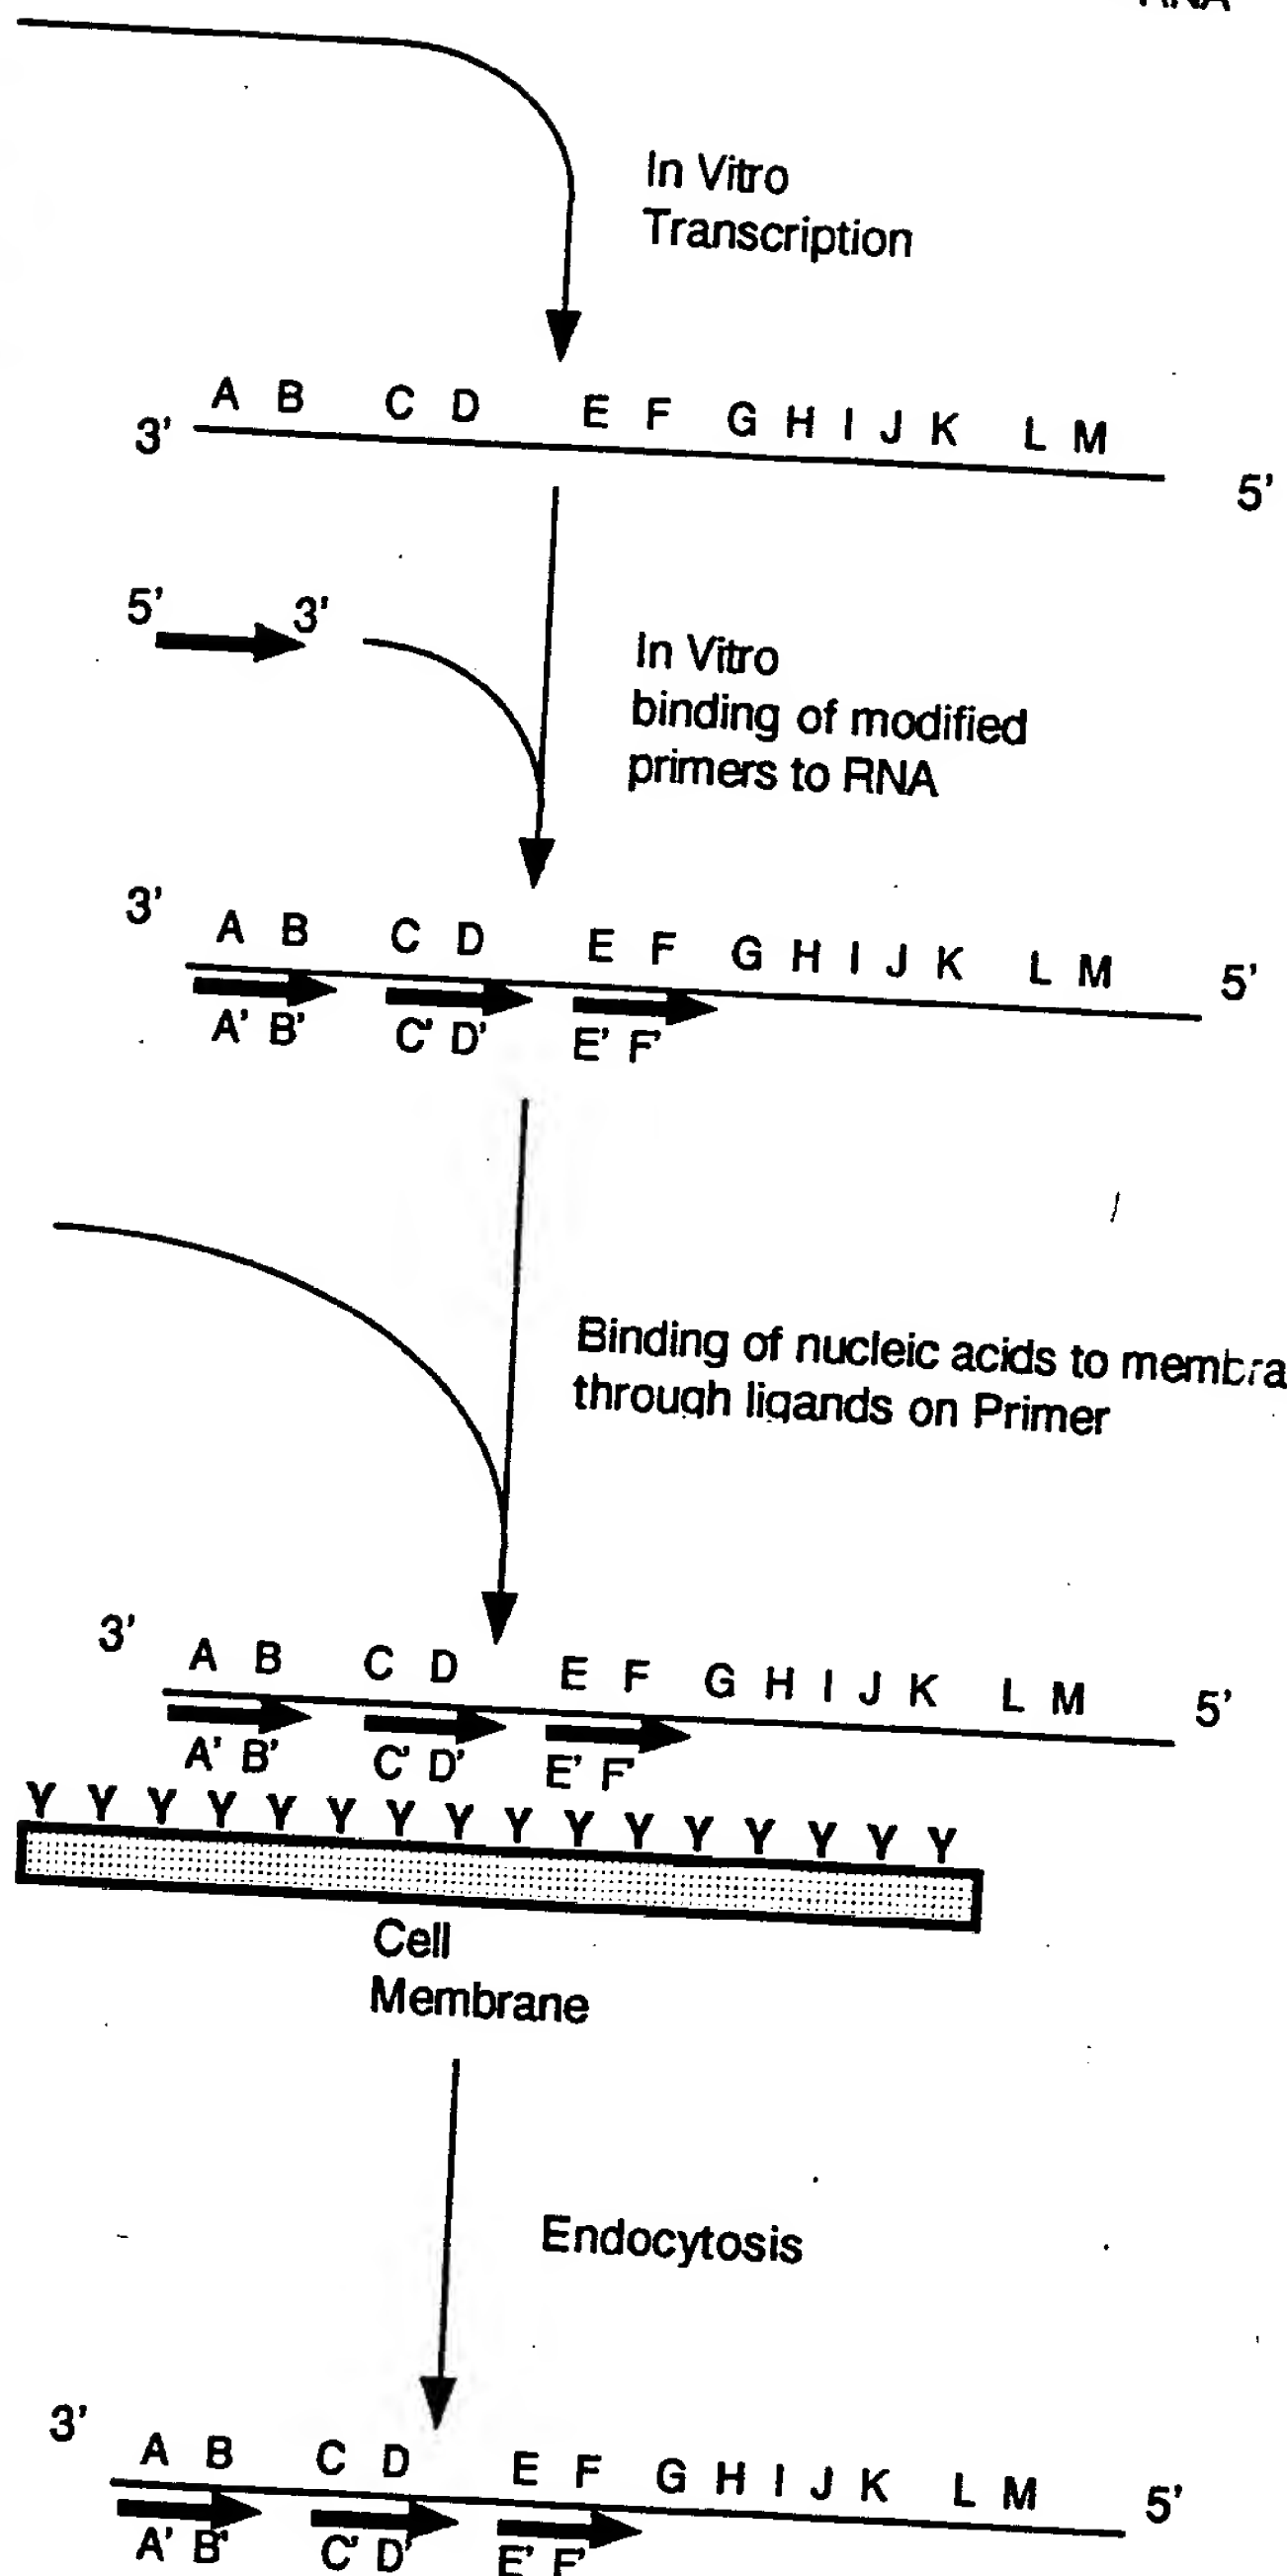 RNA
In Vitro
Transcription
A B C D E F G H I J K L M
3' 5'
5' 3'
In Vitro
binding of modified
primers to RNA
3' A B C D E F G H I J K L M 5'
A' B' C' D' E' F'
Binding of nucleic acids to membra
through ligands on Primer
3' A B C D E F G H I J K L M 5'
A' B' C' D' E' F'
Y Y Y Y Y Y Y Y Y Y Y Y Y Y Y Y
Cell
Membrane
Endocytosis
3' A B C D E F G H I J K L M 5'
A' B' C' D' E' F'